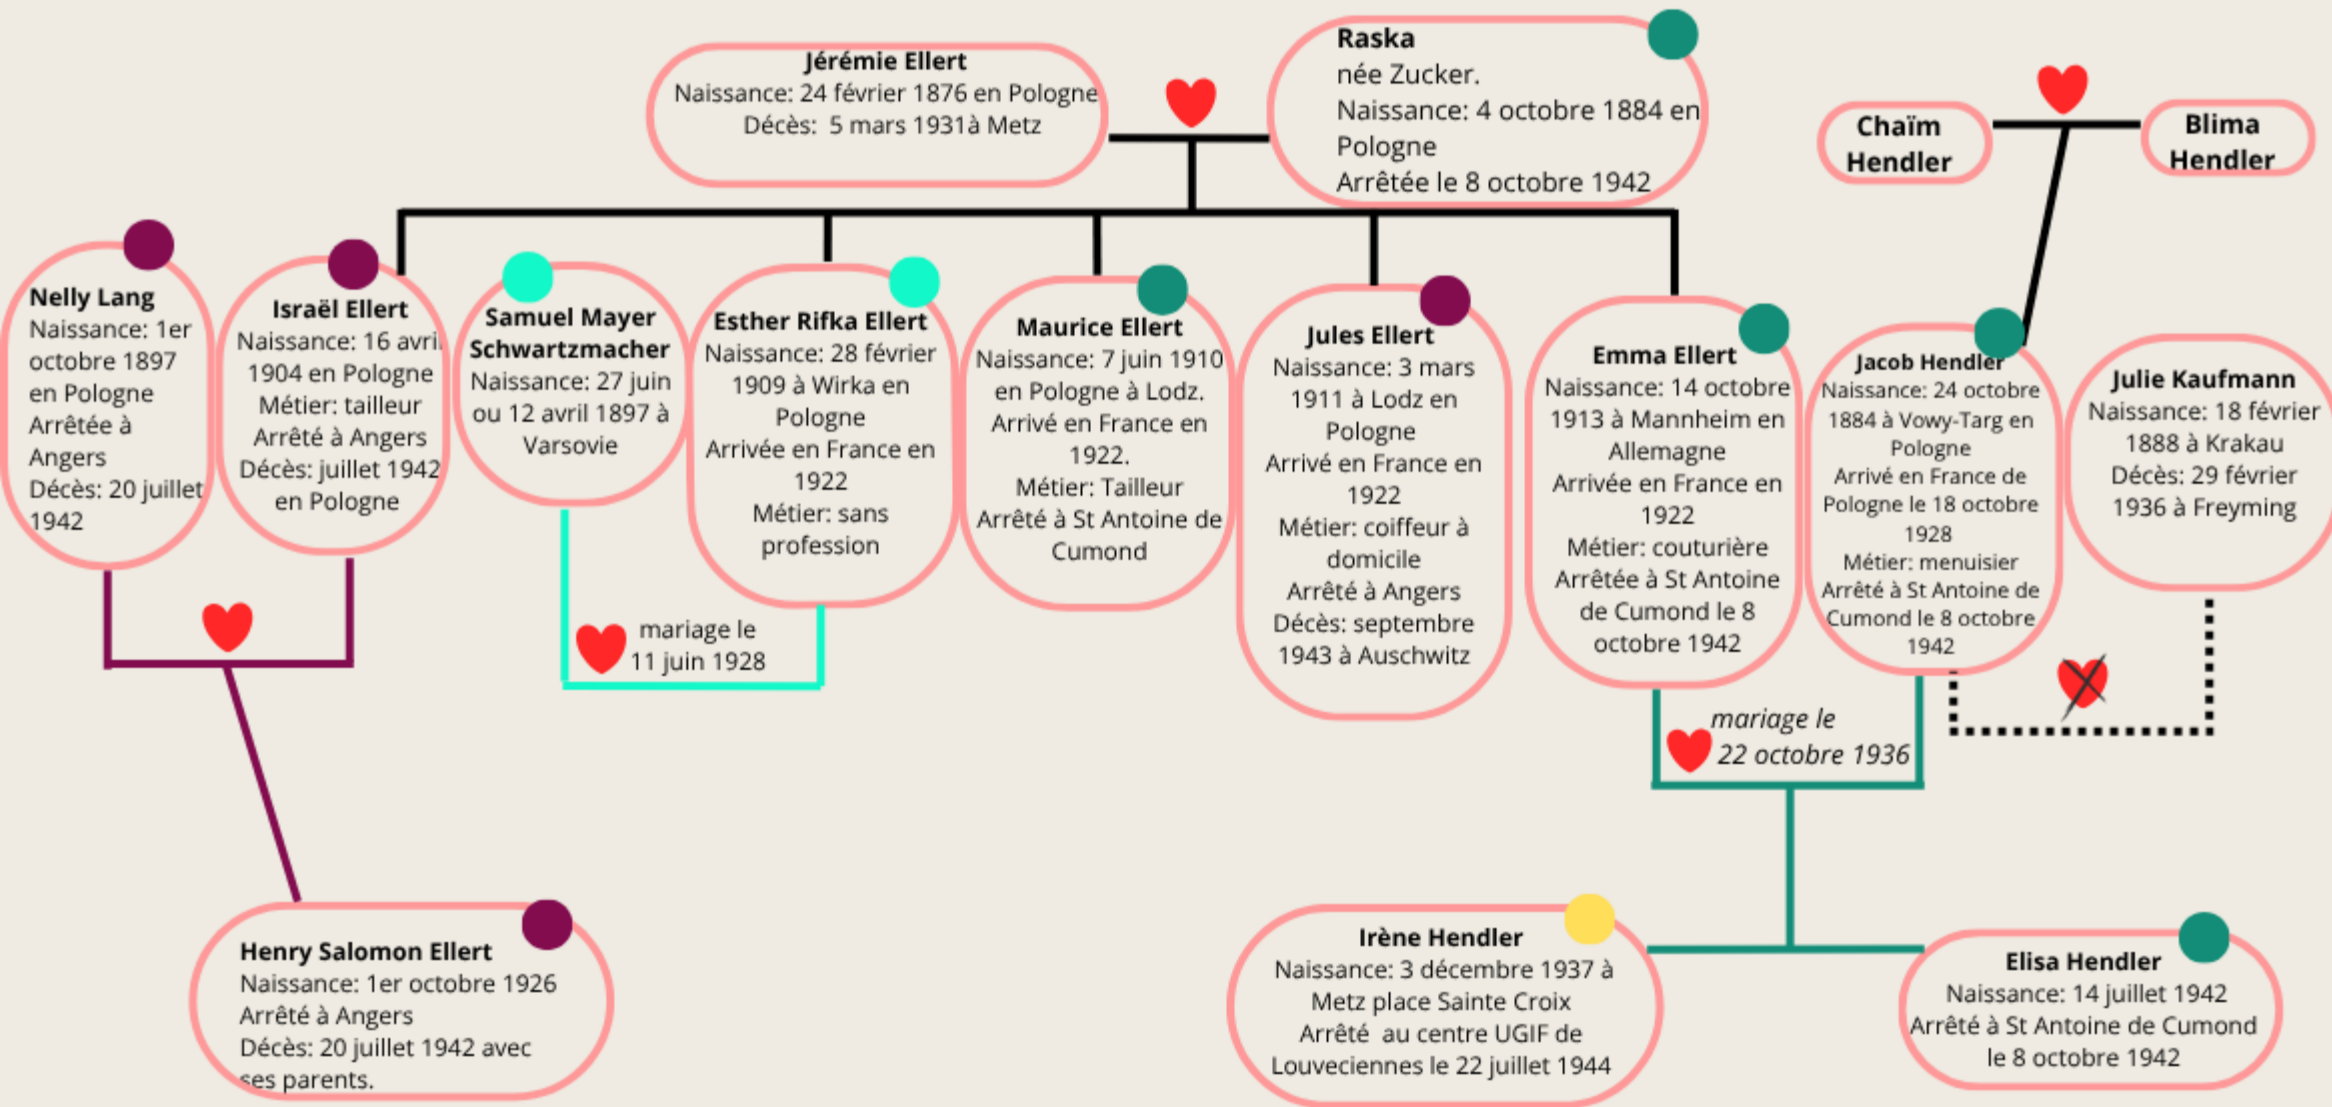 Jérémie Ellert
Naissance: 24 février 1876 en Pologne
Décès:  5 mars 1931à Metz
Raska
née Zucker.
Naissance: 4 octobre 1884 en
Pologne
Arrêtée le 8 octobre 1942
Chaïm
Hendler
Blima
Hendler
Nelly Lang
Naissance: 1er
octobre 1897
en Pologne
Arrêtée à
Angers
Décès: 20 juillet
1942
Israël Ellert
Naissance: 16 avril
1904 en Pologne
Métier: tailleur
Arrêté à Angers
Décès: juillet 1942
en Pologne
Samuel Mayer
Schwartzmacher
Naissance: 27 juin
ou 12 avril 1897 à
Varsovie
Esther Rifka Ellert
Naissance: 28 février
1909 à Wirka en
Pologne
Arrivée en France en
1922
Métier: sans
profession
Maurice Ellert
Naissance: 7 juin 1910
en Pologne à Lodz.
Arrivé en France en
1922.
Métier: Tailleur
Arrêté à St Antoine de
Cumond
Jules Ellert
Naissance: 3 mars
1911 à Lodz en
Pologne
Arrivé en France en
1922
Métier: coiffeur à
domicile
Arrêté à Angers
Décès: septembre
1943 à Auschwitz
Emma Ellert
Naissance: 14 octobre
1913 à Mannheim en
Allemagne
Arrivée en France en
1922
Métier: couturière
Arrêtée à St Antoine
de Cumond le 8
octobre 1942
Jacob Hendler
Naissance: 24 octobre
1884 à Vowy-Targ en
Pologne
Arrivé en France de
Pologne le 18 octobre
1928
Métier: menuisier
Arrêté à St Antoine de
Cumond le 8 octobre
1942
Julie Kaufmann
Naissance: 18 février
1888 à Krakau
Décès: 29 février
1936 à Freyming
mariage le
11 juin 1928
mariage le
22 octobre 1936
Henry Salomon Ellert
Naissance: 1er octobre 1926
Arrêté à Angers
Décès: 20 juillet 1942 avec
ses parents.
Irène Hendler
Naissance: 3 décembre 1937 à
Metz place Sainte Croix
Arrêté  au centre UGIF de
Louveciennes le 22 juillet 1944
Elisa Hendler
Naissance: 14 juillet 1942
Arrêté à St Antoine de Cumond
le 8 octobre 1942